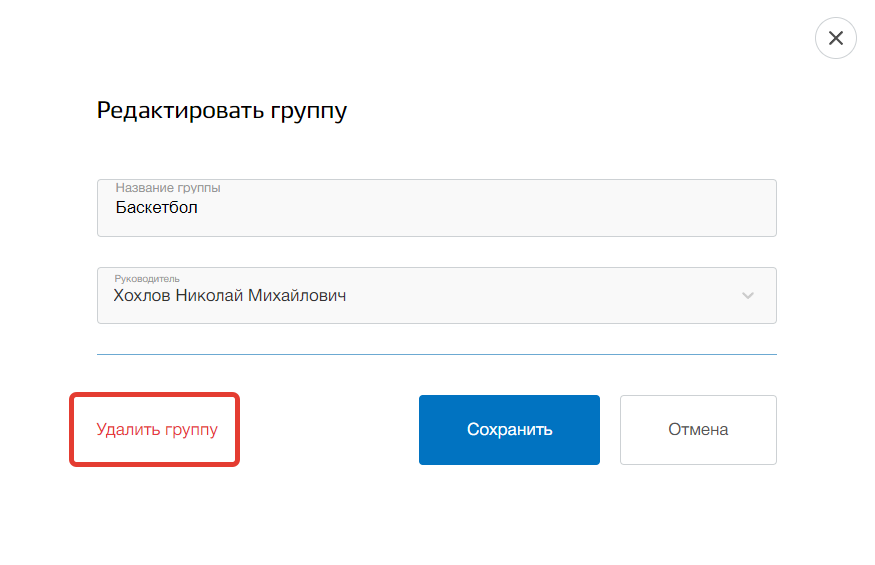 Редактировать группу
Название группы
Баскетбол
Руководитель
Хохлов Николай Михайлович
Удалить группу
Сохранить
Отмена